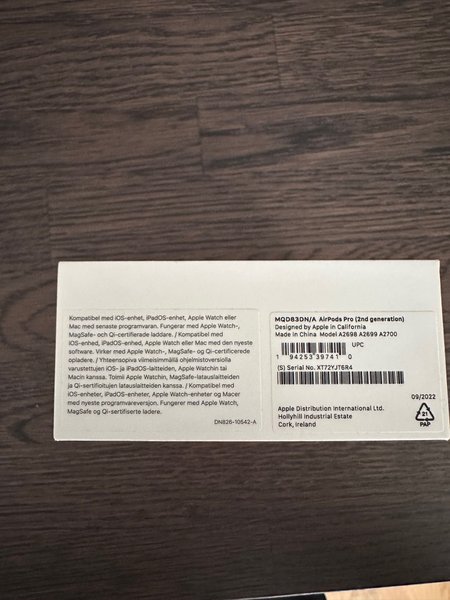 Kompatibel med iOS-enhet, iPadOS-enhet, Apple Watch eller
Mac med senaste programvaran. Fungerar med Apple Watch-,
MagSafe- och Qi-certifierade laddare. / Kompatibel med
iOS-enhed, iPadOS-enhed, Apple Watch eller Mac med den nyeste
software. Virker med Apple Watch-, MagSafe- og Qi-certificerede
opladere. / Yhteensopiva viimeisimmällä ohjelmistoversiolla
varustettujen iOS- ja iPadOS-laitteiden, Apple Watchin tai
Macin kanssa. Toimii Apple Watchin, MagSafe-latauslaitteiden
ja Qi-sertifioitujen latauslaitteiden kanssa. / Kompatibel med
iOS-enheter, iPadOS-enheter, Apple Watch-enheter og Macer
med nyeste programvareversjon. Fungerer med Apple Watch,
MagSafe og Qi-sertifiserte ladere.
DN826-10542-A
MQD83DN/A AirPods Pro (2nd generation)
Designed by Apple in California
Made in China Model A2698 A2699 A2700
UPC
1 94253 39741 0
(S) Serial No. XT72YJT6R4
Apple Distribution International Ltd.
Hollyhill Industrial Estate
Cork, Ireland
09/2022
21
PAP